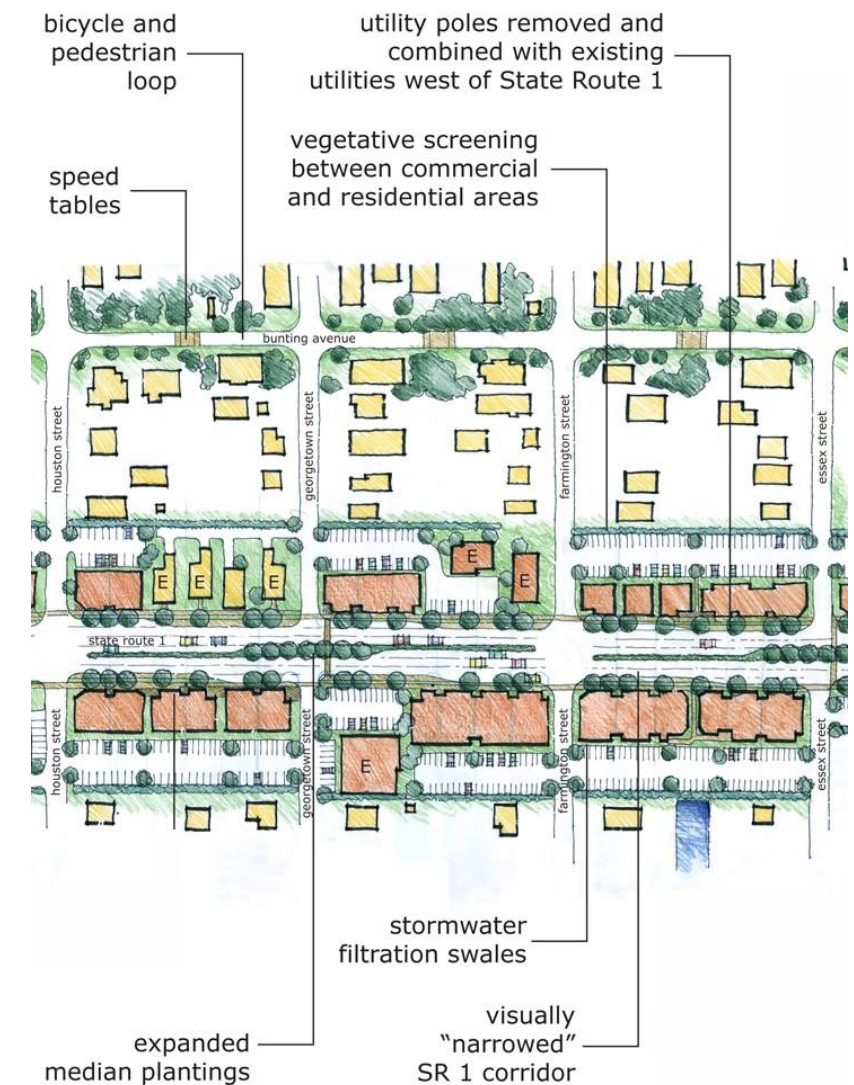 bicycle and
pedestrian
loop
utility poles removed and
combined with existing
utilities west of State Route 1
vegetative screening
between commercial
and residential areas
speed
tables
bunting avenue
houston street
georgetown street
farmington street
essex street
E
E
E
E
E
state route 1
houston street
georgetown street
farmington street
essex street
E
stormwater
filtration swales
visually
"narrowed"
SR 1 corridor
expanded
median plantings